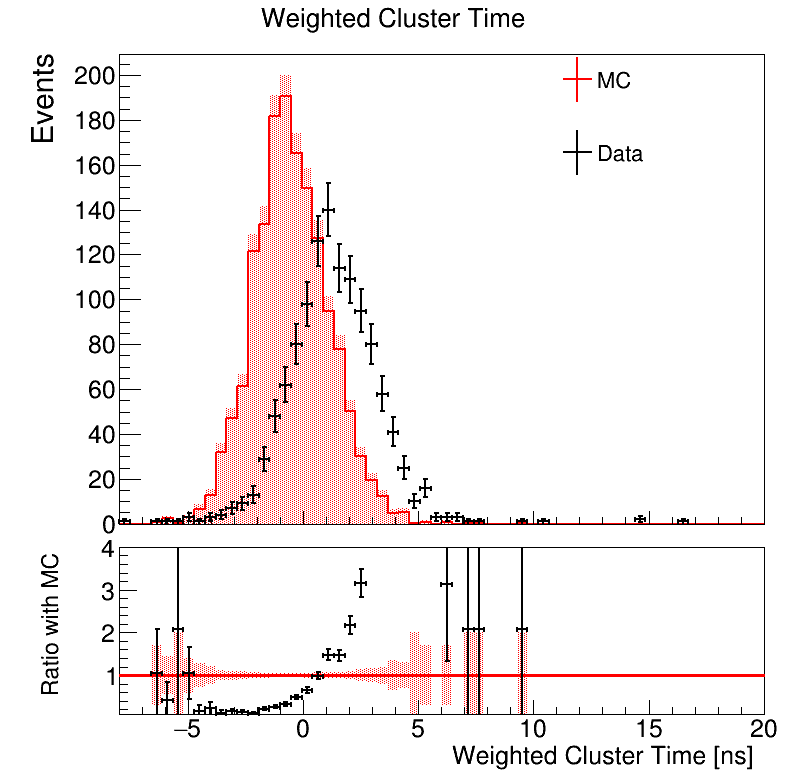 Weighted Cluster Time
Events
200
180
160
140
120
100
80
60
40
20
0
MC
Data
Ratio with MC
4
3
2
1
−5 0 5 10 15 20
Weighted Cluster Time [ns]